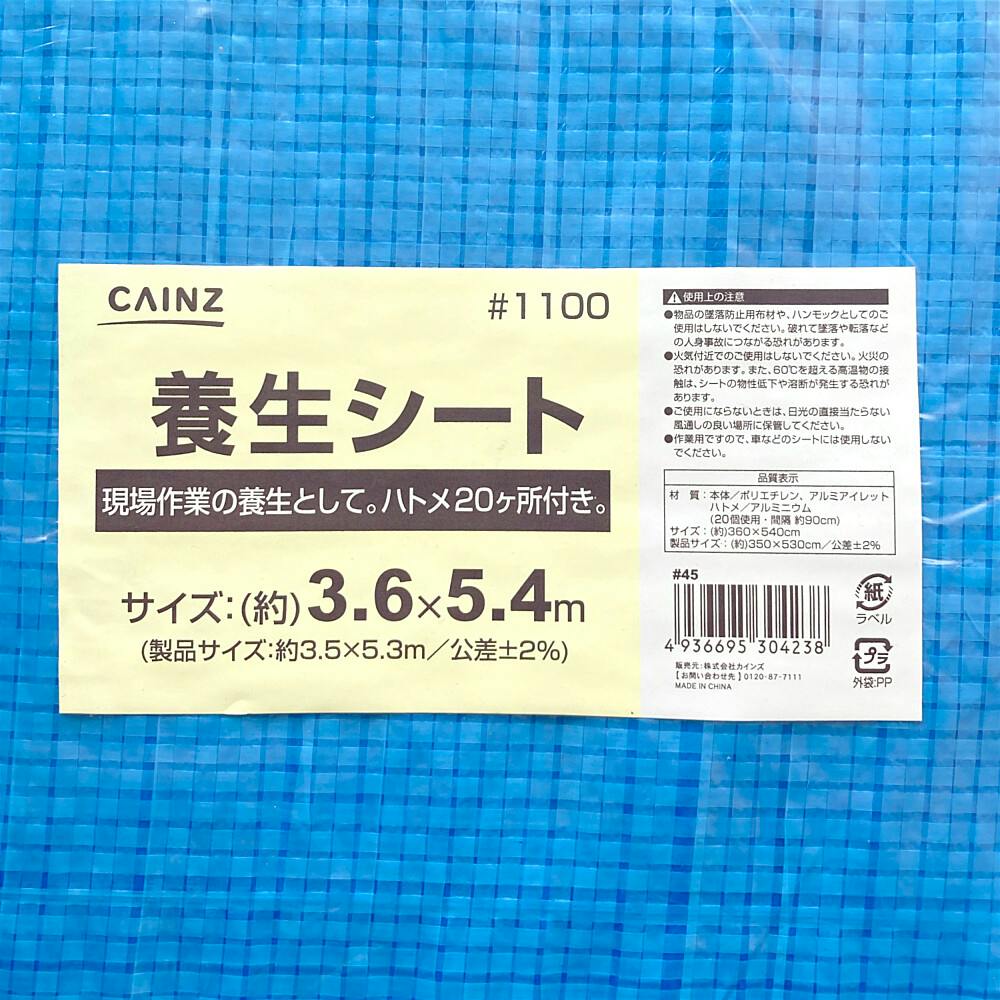 CAINZ
#1100
養生シート
現場作業の養生として。ハトメ20ヶ所付き。
サイズ:(約)3.6×5.4m
(製品サイズ:約3.5×5.3m/公差±2%)
⚠使用上の注意
●物品の墜落防止用布材や、ハンモックとしてのご
使用はしないでください。破れて墜落や転落など
の人身事故につながる恐れがあります。
●火気付近でのご使用はしないでください。火災の
恐れがあります。また、60℃を超える高温物の接
触は、シートの物性低下や溶断が発生する恐れが
あります。
●ご使用にならないときは、日光の直接当たらない
風通しの良い場所に保管してください。
●作業用ですので、車などのシートには使用しない
でください。
品質表示
材 質:本体/ポリエチレン、アルミアイレット
ハトメ/アルミニウム
(20個使用・間隔 約90cm)
サイズ:(約)360×540cm
製品サイズ:(約)350×530cm/公差±2%
#45
4 936695 304238
紙
ラベル
プラ
外袋:PP
販売元:株式会社カインズ
【お問い合わせ先】0120-87-7111
MADE IN CHINA